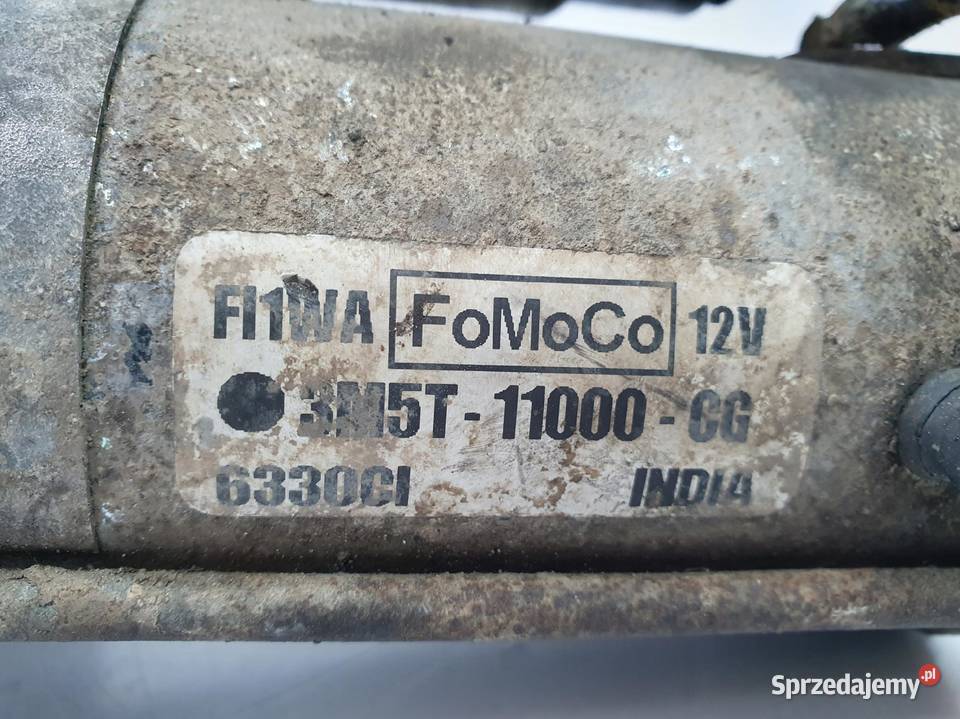 FI1WA FoMoCo 12V
3M5T-11000-CG
6330CI INDIA
Sprzedajemy.pl